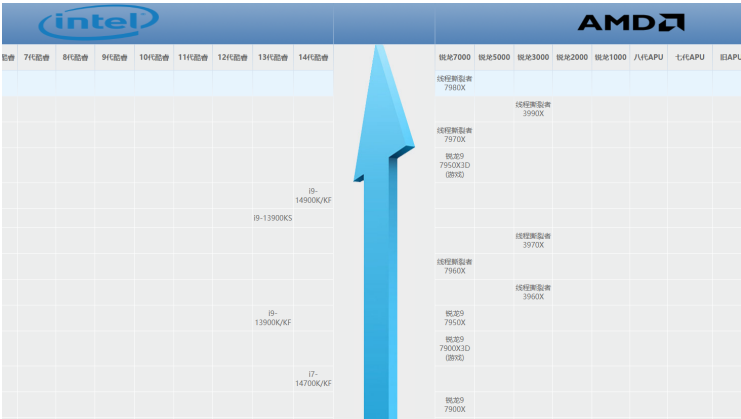 intel
AMD
酷睿
7代酷睿
8代酷睿
9代酷睿
10代酷睿
11代酷睿
12代酷睿
13代酷睿
14代酷睿
锐龙7000
锐龙5000
锐龙3000
锐龙2000
锐龙1000
八代APU
七代APU
旧APU
线程撕裂者
7980X
线程撕裂者
3990X
线程撕裂者
7970X
锐龙9
7950X3D
(游戏)
i9-
14900K/KF
i9-13900KS
线程撕裂者
3970X
线程撕裂者
7960X
线程撕裂者
3960X
i9-
13900K/KF
锐龙9
7950X
锐龙9
7900X3D
(游戏)
i7-
14700K/KF
锐龙9
7900X